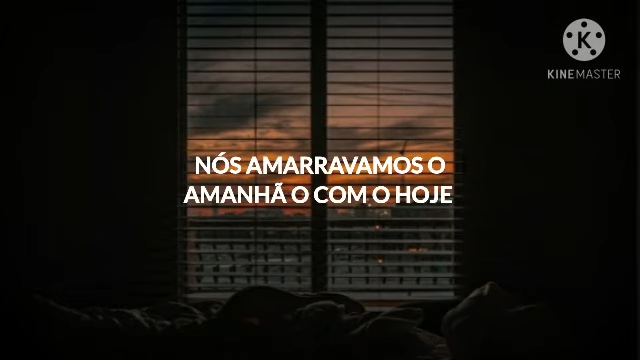 KINEMASTER
NÓS AMARRAVAMOS O
AMANHÃ O COM O HOJE